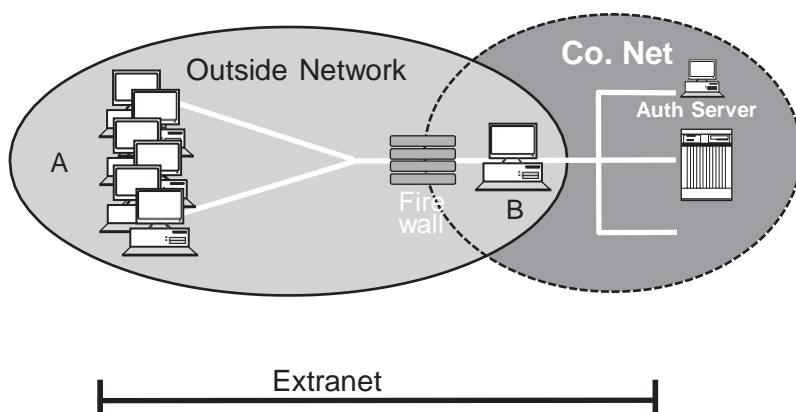 Outside Network
Co. Net
Auth Server
A
Fire
wall
B
Extranet